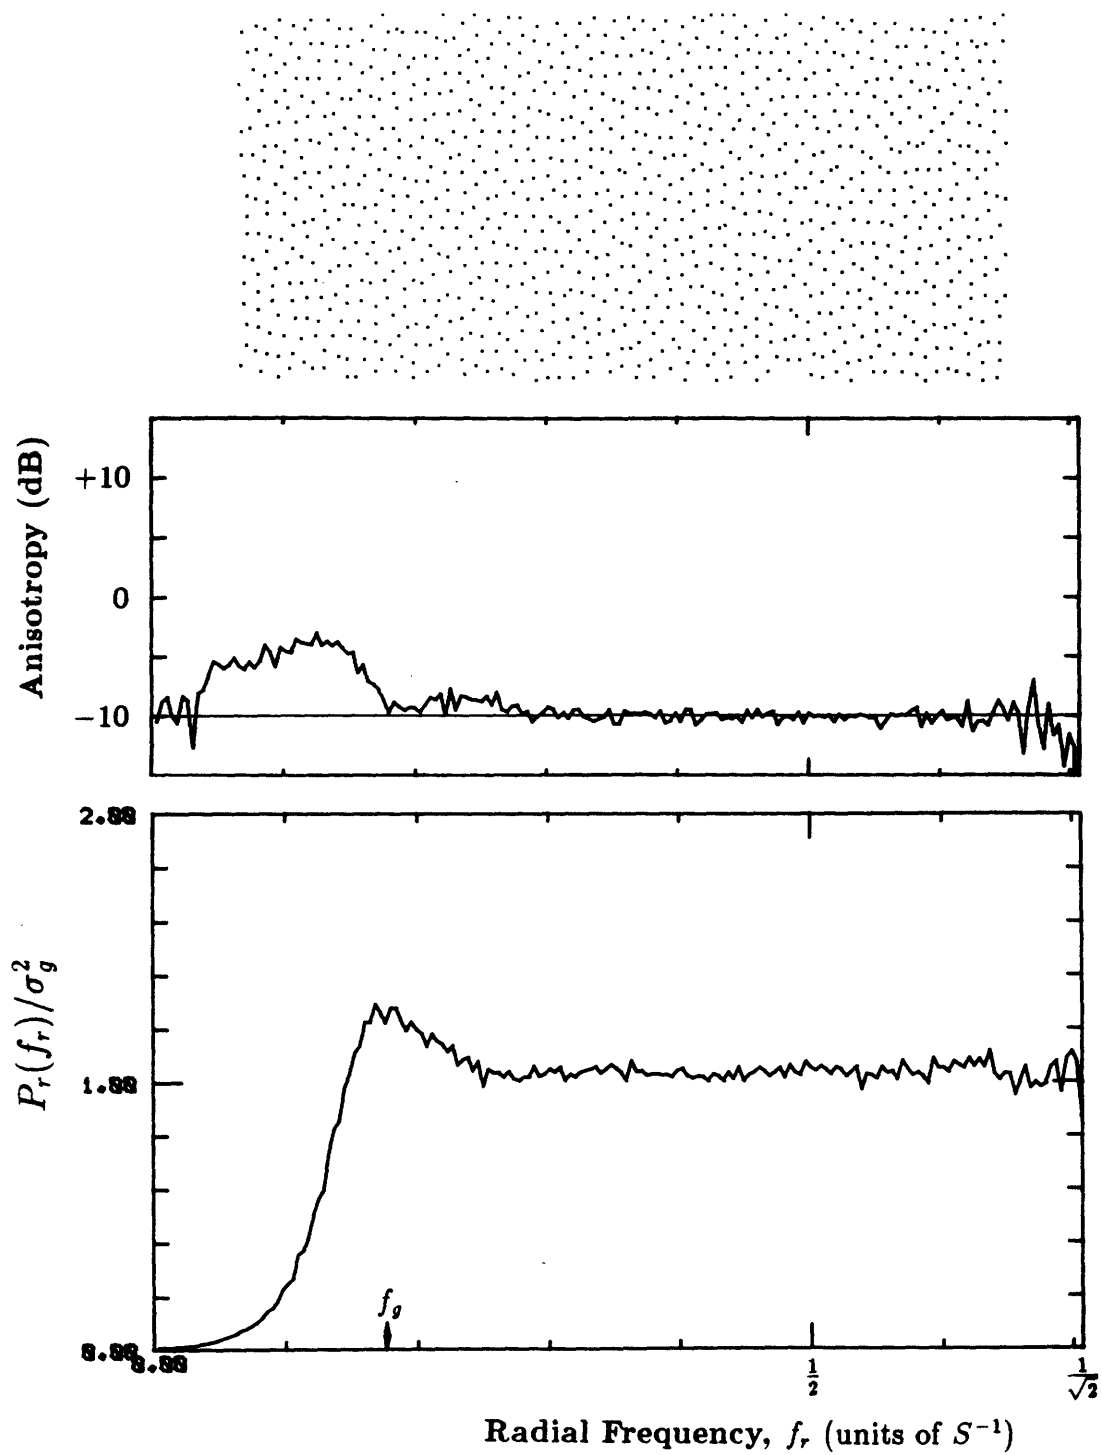 Anisotropy (dB)
+10
0
−10
2.00
P_r(f_r)/σ_g^2
1.00
f_g
0.00
0.00
1/2
1/√2
Radial Frequency, f_r (units of S^{-1})